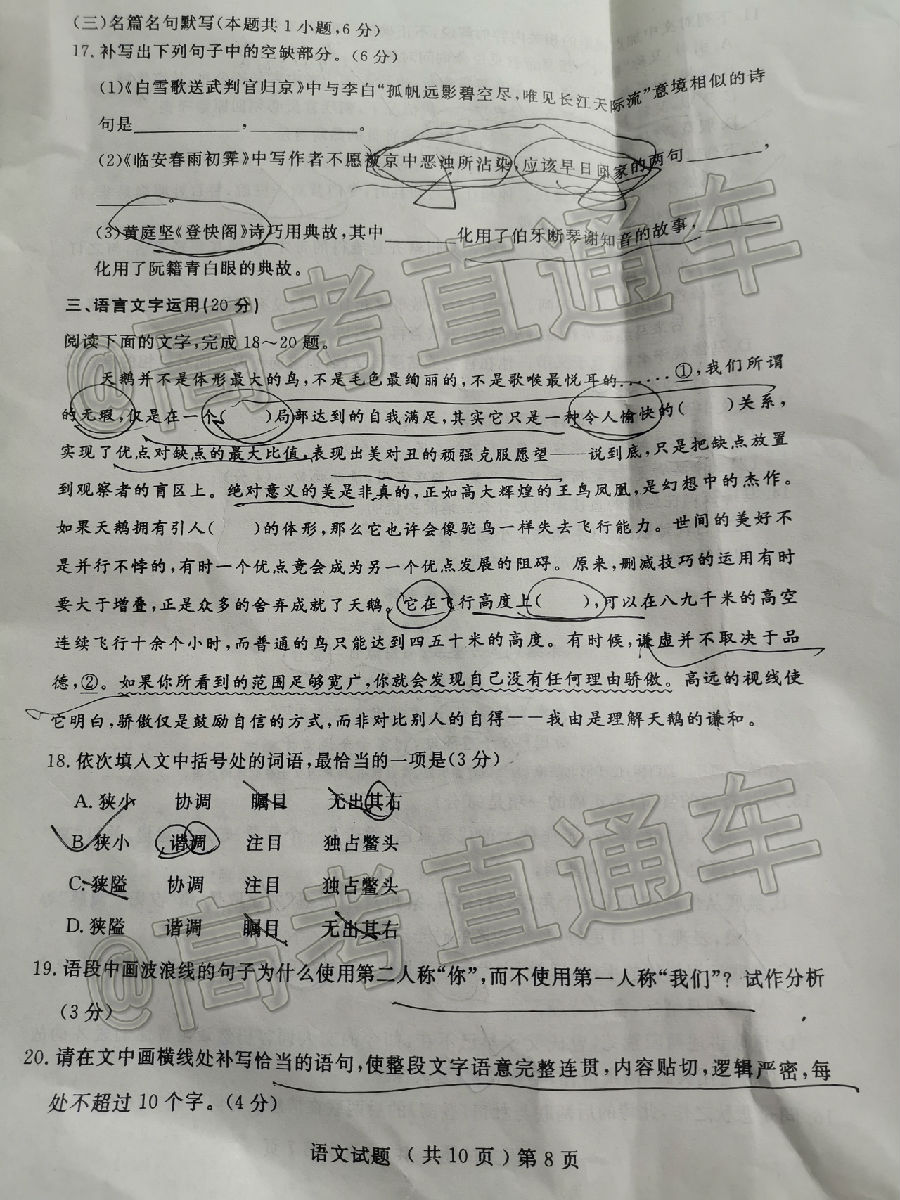 (三)名篇名句默写(本题共1小题,6分)
17.补写出下列句子中的空缺部分。(6分)
(1)《白雪歌送武判官归京》中与李白“孤帆远影碧空尽,唯见长江天际流”意境相似的诗
句是__________,__________。
(2)《临安春雨初霁》中写作者不愿被京中恶浊所沾染,应该早日回家的两句________,
________。
(3)黄庭坚《登快阁》诗巧用典故,其中________化用了伯牙断琴谢知音的故事,________
化用了阮籍青白眼的典故。
三、语言文字运用(20分)
阅读下面的文字,完成18～20题。
天鹅并不是体形最大的鸟,不是毛色最绚丽的,不是歌喉最悦耳的……①,我们所谓
的无瑕,仅是在一个(　　)局部达到的自我满足,其实它只是一种令人愉快的(　　)关系,
实现了优点对缺点的最大比值,表现出美对丑的顽强克服愿望——说到底,只是把缺点放置
到观察者的盲区上。绝对意义的美是非真的,正如高大辉煌的王鸟凤凰,是幻想中的杰作。
如果天鹅拥有引人(　　)的体形,那么它也许会像鸵鸟一样失去飞行能力。世间的美好不
是并行不悖的,有时一个优点竟会成为另一个优点发展的阻碍。原来,删减技巧的运用有时
要大于增叠,正是众多的舍弃成就了天鹅。它在飞行高度上(　　),可以在八九千米的高空
连续飞行十余个小时,而普通的鸟只能达到四五十米的高度。有时候,谦虚并不取决于品
德,②。如果你所看到的范围足够宽广,你就会发现自己没有任何理由骄傲。高远的视线使
它明白,骄傲仅是鼓励自信的方式,而非对比别人的自得——我由是理解天鹅的谦和。
18.依次填入文中括号处的词语,最恰当的一项是(3分)
A.狭小　协调　瞩目　无出其右
B.狭小　谐调　注目　独占鳌头
C.狭隘　协调　注目　独占鳌头
D.狭隘　谐调　瞩目　无出其右
19.语段中画波浪线的句子为什么使用第二人称“你”,而不使用第一人称“我们”?试作分析
(3分)
20.请在文中画横线处补写恰当的语句,使整段文字语意完整连贯,内容贴切,逻辑严密,每
处不超过10个字。(4分)
语文试题 (共10页)第8页
@高考直通车
@高考直通车